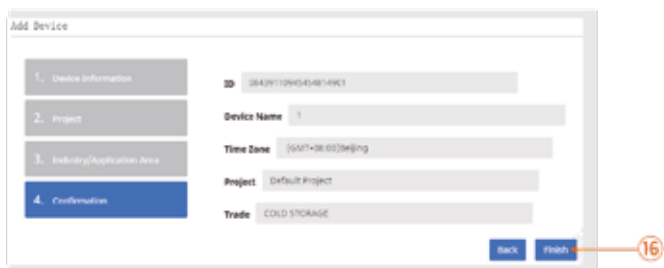 Add Device
1. Device Information
2. Project
3. Industry/Application Area
4. Confirmation
ID
Device Name 1
Time Zone [GMT+08:00]Beijing
Project Default Project
Trade COLD STORAGE
Back Finish 16